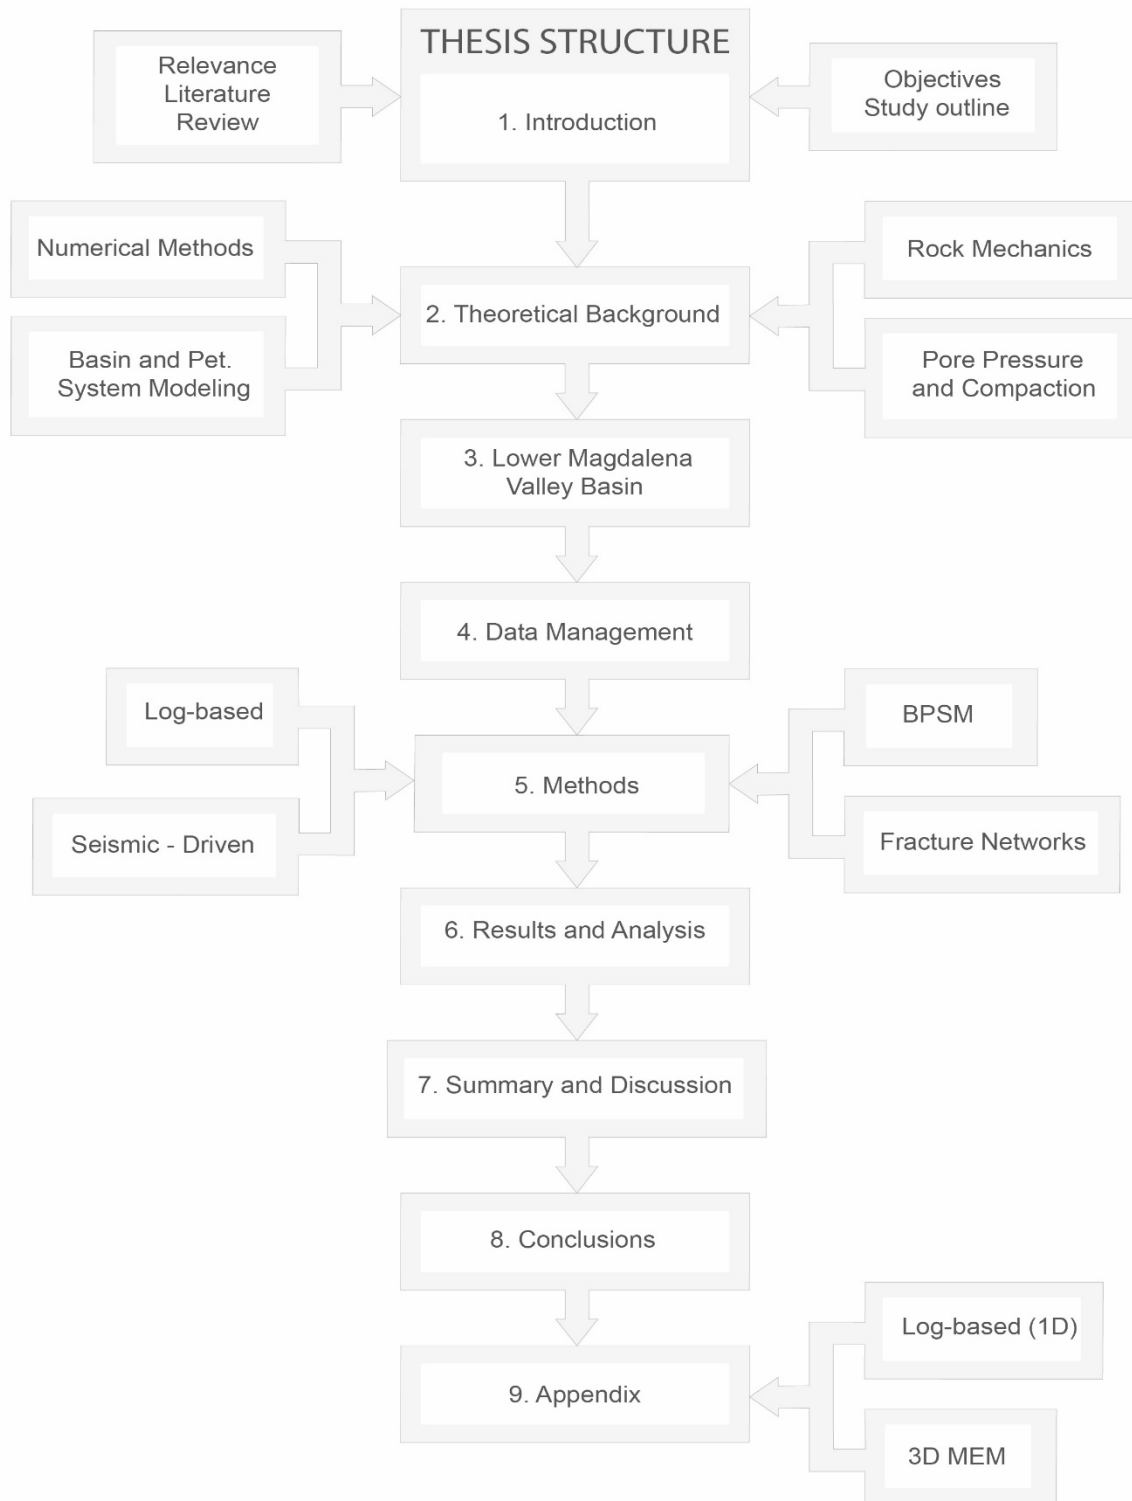 THESIS STRUCTURE
Relevance
Literature
Review
1. Introduction
Objectives
Study outline
Numerical Methods
Basin and Pet.
System Modeling
2. Theoretical Background
Rock Mechanics
Pore Pressure
and Compaction
3. Lower Magdalena
Valley Basin
4. Data Management
Log-based
Seismic - Driven
5. Methods
BPSM
Fracture Networks
6. Results and Analysis
7. Summary and Discussion
8. Conclusions
9. Appendix
Log-based (1D)
3D MEM